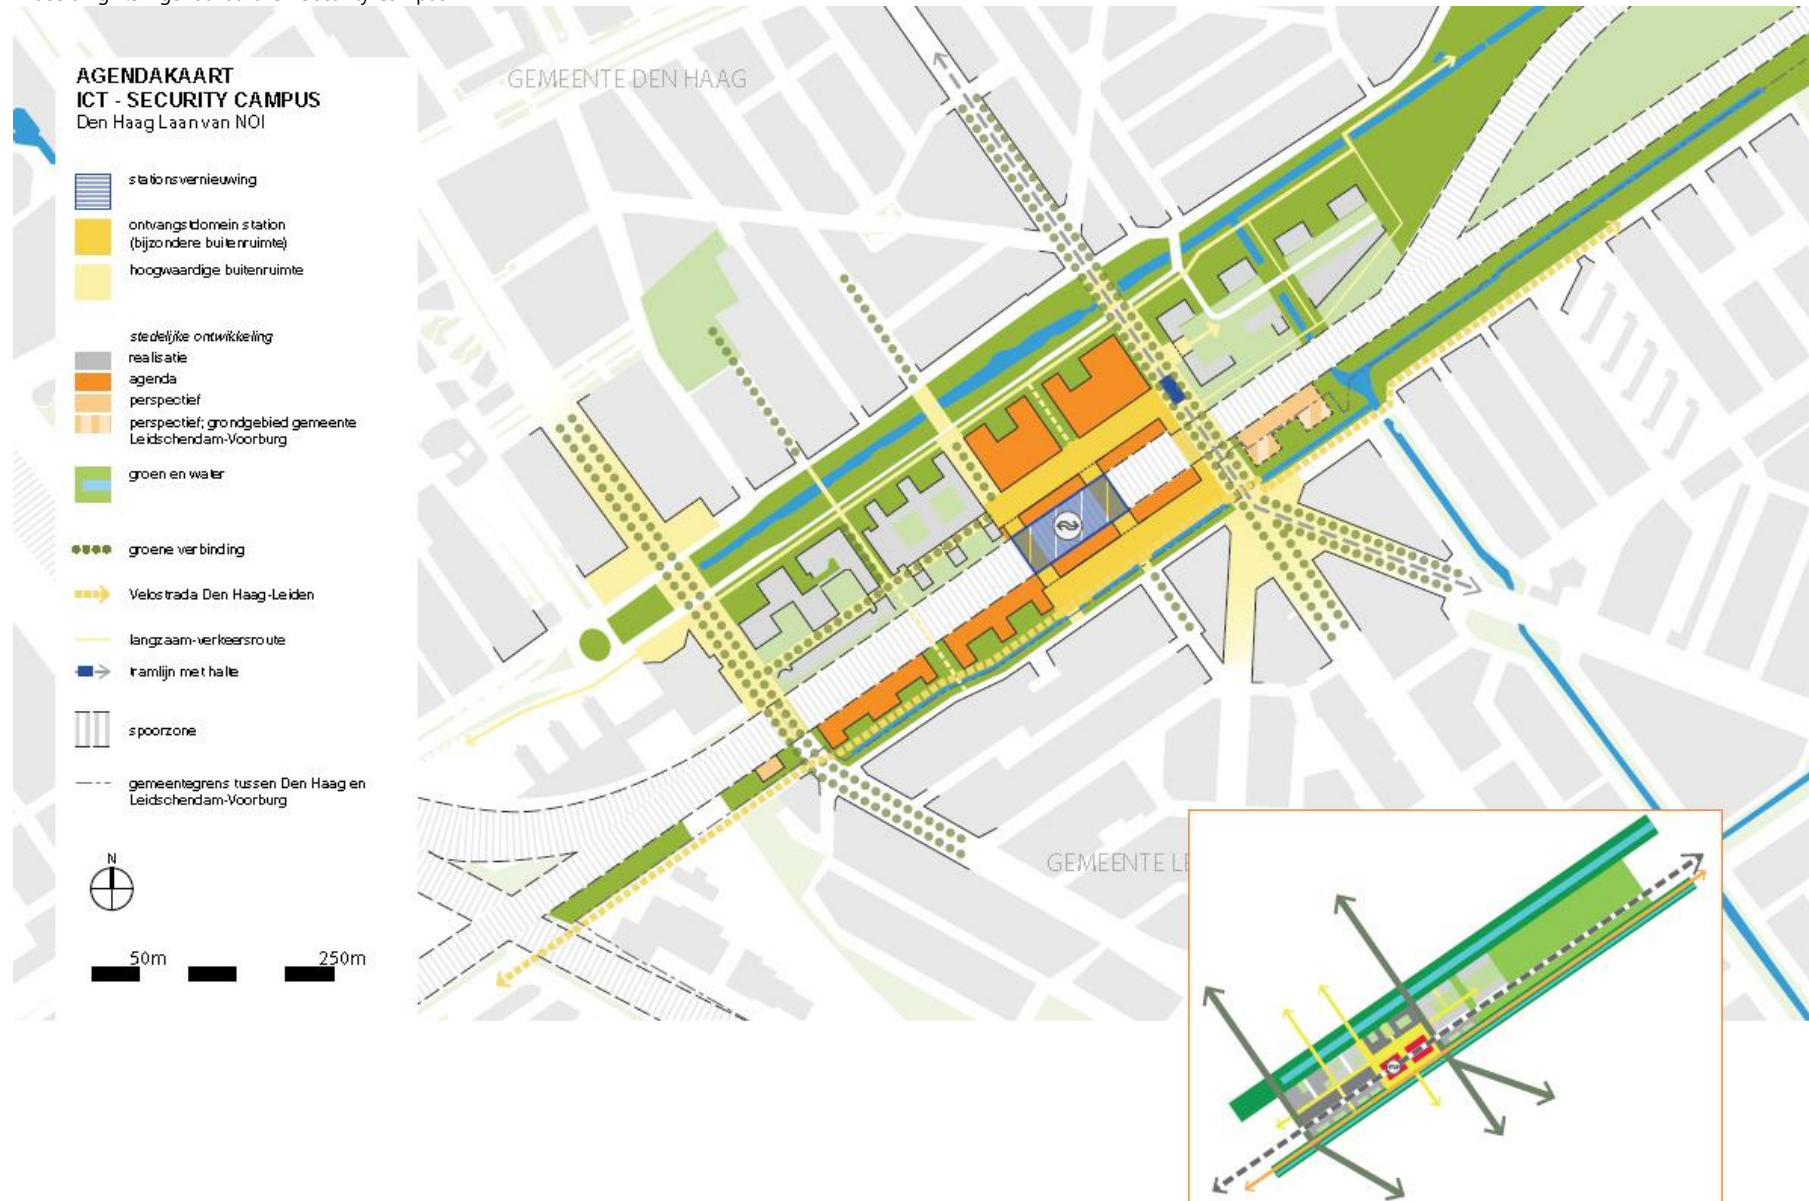 GEMEENTE DEN HAAG
AGENDAKAART
ICT - SECURITY CAMPUS
Den Haag Laan van NOI
stationsvernieuwing
ontvangstdomein station
(bijzondere buitenruimte)
hoogwaardige buitenruimte
stedelijke ontwikkeling
realisatie
agenda
perspectief
perspectief; grondgebied gemeente
Leidschendam-Voorburg
groen en water
groene verbinding
Velostrada Den Haag-Leiden
langzaam-verkeersroute
tramlijn met halte
spoorzone
gemeentegrens tussen Den Haag en
Leidschendam-Voorburg
N
50m 250m
GEMEENTE LE